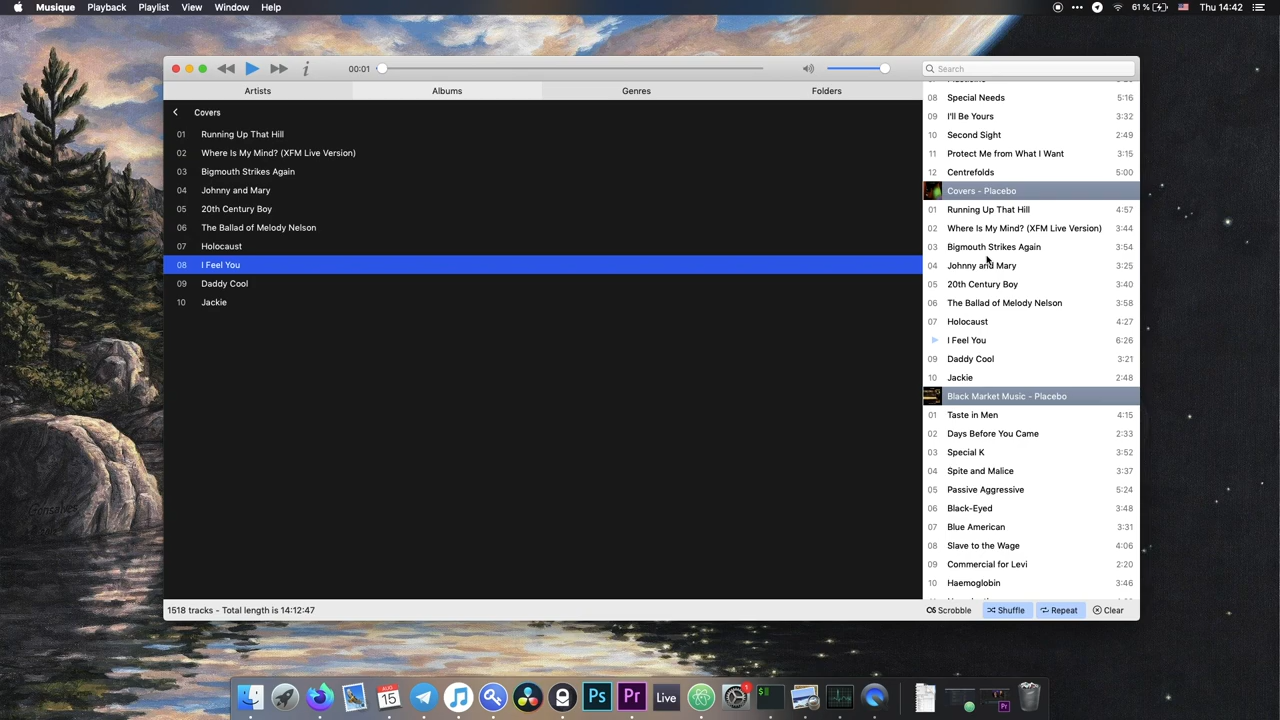 Musique Playback Playlist View Window Help
61 % Thu 14:42
00:01
Search
Artists Albums Genres Folders
Covers
01 Running Up That Hill
02 Where Is My Mind? (XFM Live Version)
03 Bigmouth Strikes Again
04 Johnny and Mary
05 20th Century Boy
06 The Ballad of Melody Nelson
07 Holocaust
08 I Feel You
09 Daddy Cool
10 Jackie
08 Special Needs 5:16
09 I'll Be Yours 3:32
10 Second Sight 2:49
11 Protect Me from What I Want 3:15
12 Centrefolds 5:00
Covers - Placebo
01 Running Up That Hill 4:57
02 Where Is My Mind? (XFM Live Version) 3:44
03 Bigmouth Strikes Again 3:54
04 Johnny and Mary 3:25
05 20th Century Boy 3:40
06 The Ballad of Melody Nelson 3:58
07 Holocaust 4:27
I Feel You 6:26
09 Daddy Cool 3:21
10 Jackie 2:48
Black Market Music - Placebo
01 Taste in Men 4:15
02 Days Before You Came 2:33
03 Special K 3:52
04 Spite and Malice 3:37
05 Passive Aggressive 5:24
06 Black-Eyed 3:48
07 Blue American 3:31
08 Slave to the Wage 4:06
09 Commercial for Levi 2:20
10 Haemoglobin 3:46
1518 tracks - Total length is 14:12:47
Scrobble Shuffle Repeat Clear
AUG
15
Ps
Pr
Live
1
$
Pr